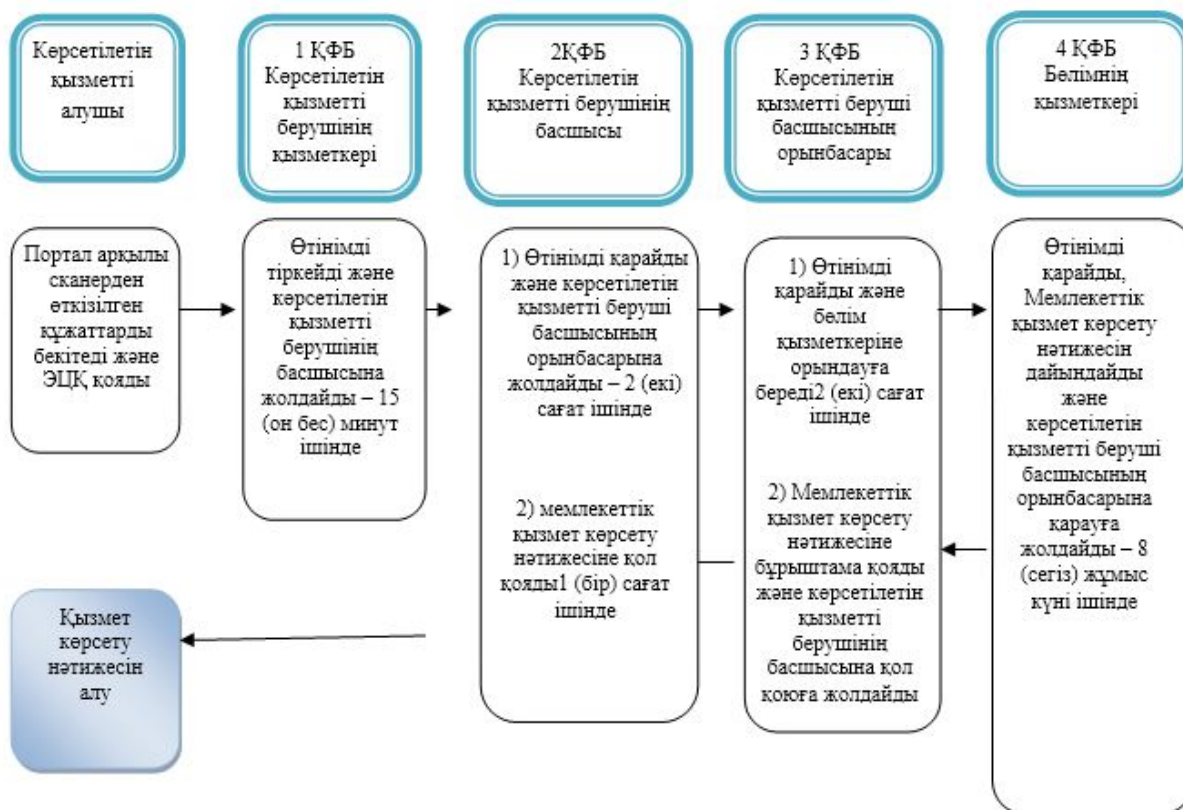 Көрсетілетін
қызметті
алушы
1 ҚФБ
Көрсетілетін
қызметті
берушінің
қызметкері
2ҚФБ
Көрсетілетін
қызметті берушінің
басшысы
3 ҚФБ
Көрсетілетін
қызметті беруші
басшысының
орынбасары
4 ҚФБ
Бөлімнің
қызметкері
Портал арқылы
сканерден
өткізілген
құжаттарды
бекітеді және
ЭЦҚ қояды
Өтінімді
тіркейді және
көрсетілетін
қызметті
берушінің
басшысына
жолдайды – 15
(он бес) минут
ішінде
1) Өтінімді қарайды
және көрсетілетін
қызметті беруші
басшысының
орынбасарына
жолдайды – 2 (екі)
сағат ішінде
2) мемлекеттік
қызмет көрсету
нәтижесіне қол
қояды1 (бір) сағат
ішінде
1) Өтінімді
қарайды және
бөлім
қызметкеріне
орындауға
береді2 (екі) сағат
ішінде
2) Мемлекеттік
қызмет көрсету
нәтижесіне
бұрыштама қояды
және көрсетілетін
қызметті
берушінің
басшысына қол
қоюға жолдайды
Өтінімді
қарайды,
Мемлекеттік
қызмет көрсету
нәтижесін
дайындайды
және
көрсетілетін
қызметті беруші
басшысының
орынбасарына
қарауға
жолдайды – 8
(сегіз) жұмыс
күні ішінде
Қызмет
көрсету
нәтижесін
алу